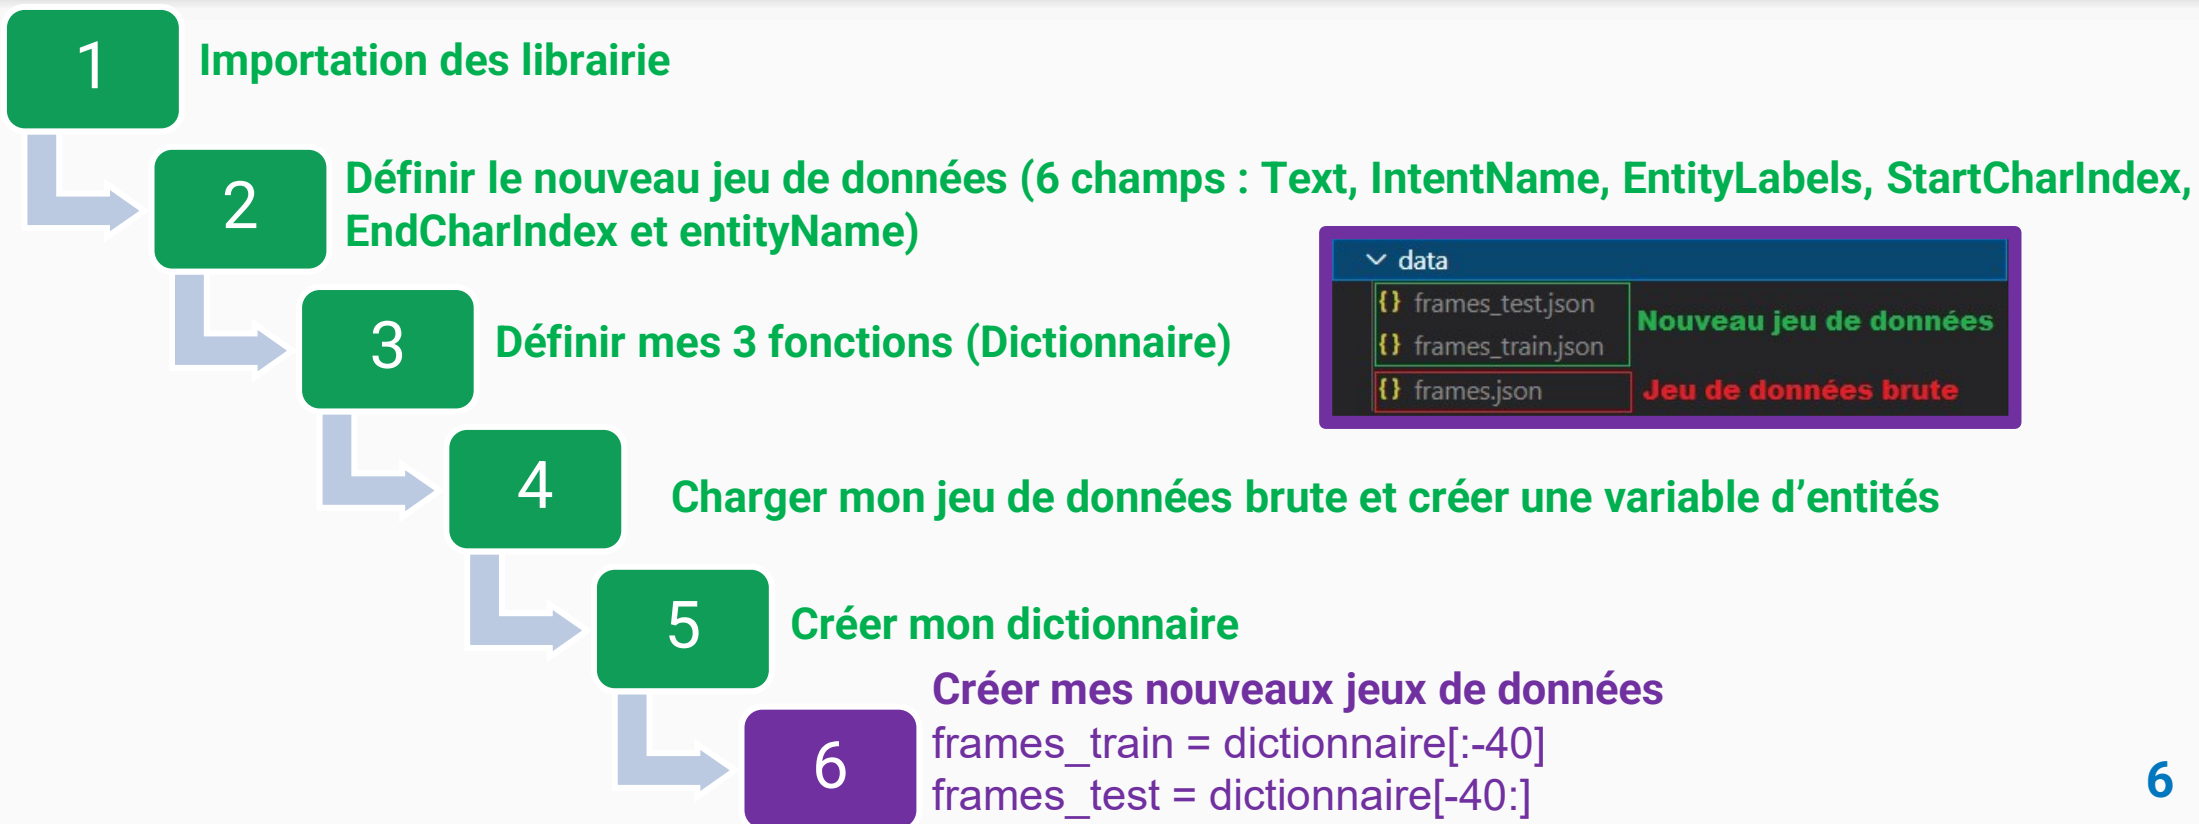 1
Importation des librairie
2
Définir le nouveau jeu de données (6 champs : Text, IntentName, EntityLabels, StartCharIndex,
EndCharIndex et entityName)
data
{} frames_test.json
{} frames_train.json
Nouveau jeu de données
{} frames.json
Jeu de données brute
3
Définir mes 3 fonctions (Dictionnaire)
4
Charger mon jeu de données brute et créer une variable d’entités
5
Créer mon dictionnaire
6
Créer mes nouveaux jeux de données
frames_train = dictionnaire[:-40]
frames_test = dictionnaire[-40:]
6